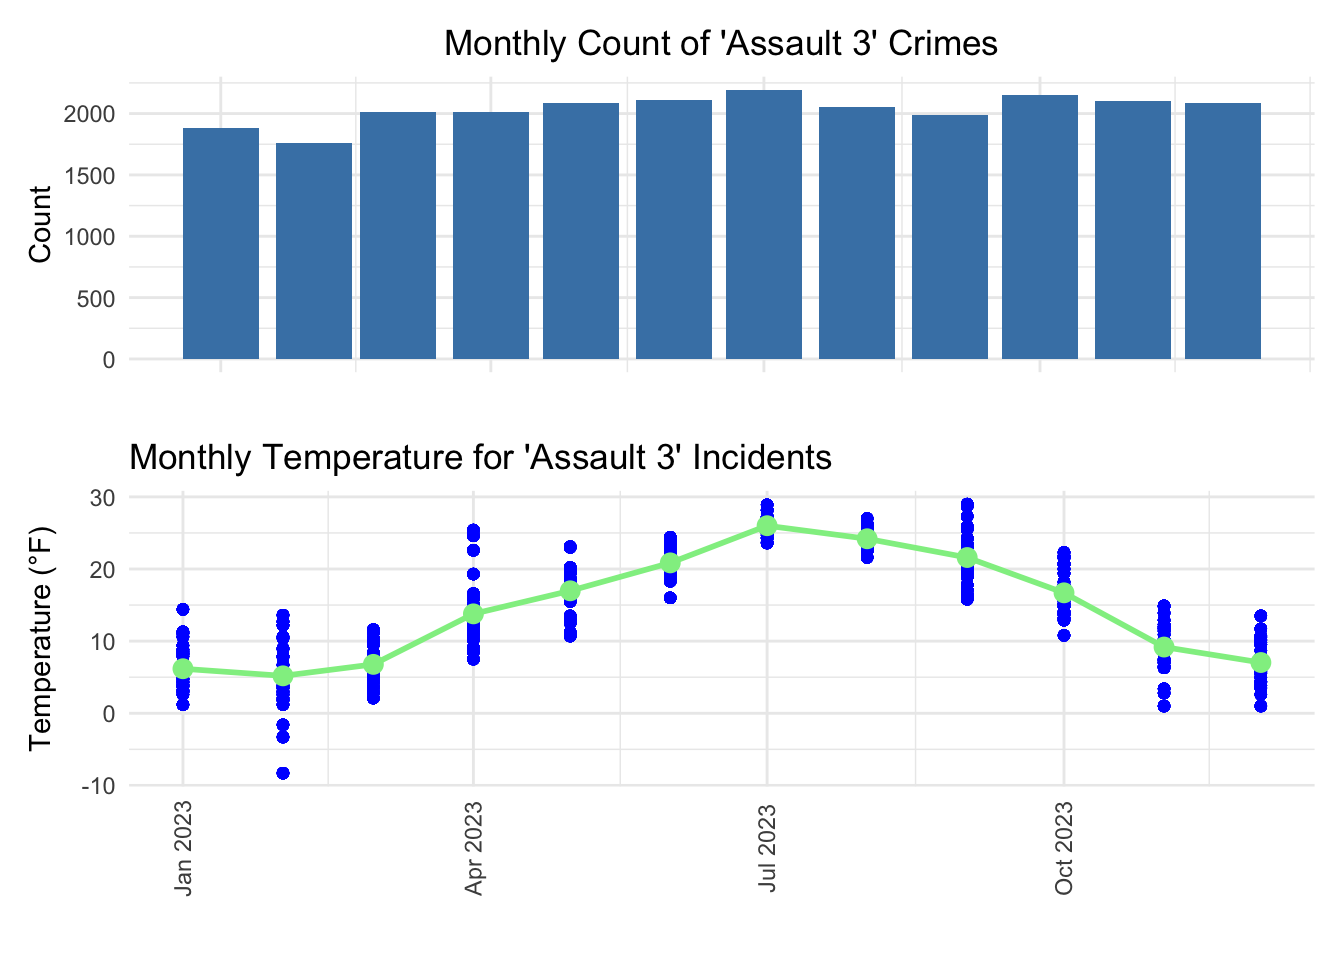 Monthly Count of 'Assault 3' Crimes
Count
2000
1500
1000
500
0
Monthly Temperature for 'Assault 3' Incidents
Temperature (°F)
30
20
10
0
-10
Jan 2023
Apr 2023
Jul 2023
Oct 2023